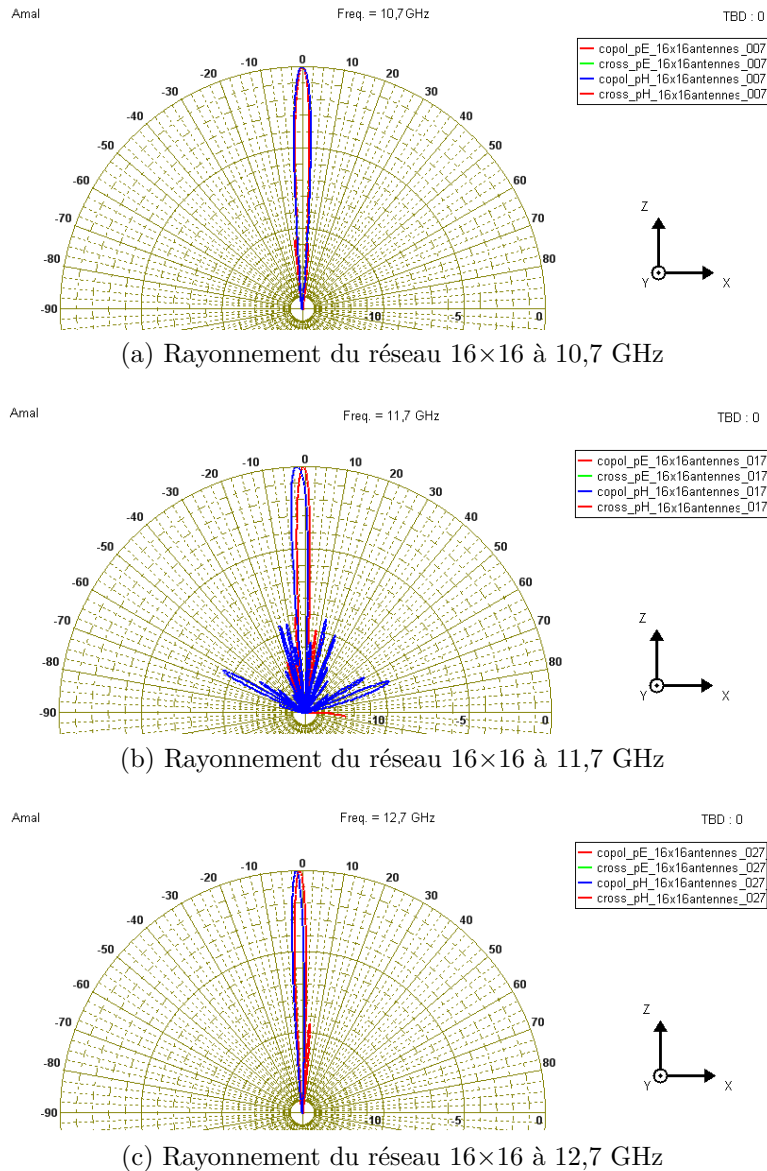 Amal Freq. = 10,7GHz TBD : 0
copol_pE_16x16antennes_007
cross_pE_16x16antennes_007
copol_pH_16x16antennes_007
cross_pH_16x16antennes_007
-10 0 10
-20 20
-30 30
-40 40
-50 50
-60 60
-70 70
-80 80
-90 -10 -5 0
Z
Y X
(a) Rayonnement du réseau 16×16 à 10,7 GHz
Amal Freq. = 11,7 GHz TBD : 0
copol_pE_16x16antennes_017
cross_pE_16x16antennes_017
copol_pH_16x16antennes_017
cross_pH_16x16antennes_017
-10 0 10
-20 20
-30 30
-40 40
-50 50
-60 60
-70 70
-80 80
-90 -10 -5 0
Z
Y X
(b) Rayonnement du réseau 16×16 à 11,7 GHz
Amal Freq. = 12,7 GHz TBD : 0
copol_pE_16x16antennes_027
cross_pE_16x16antennes_027
copol_pH_16x16antennes_027
cross_pH_16x16antennes_027
-10 0 10
-20 20
-30 30
-40 40
-50 50
-60 60
-70 70
-80 80
-90 -10 -5 0
Z
Y X
(c) Rayonnement du réseau 16×16 à 12,7 GHz